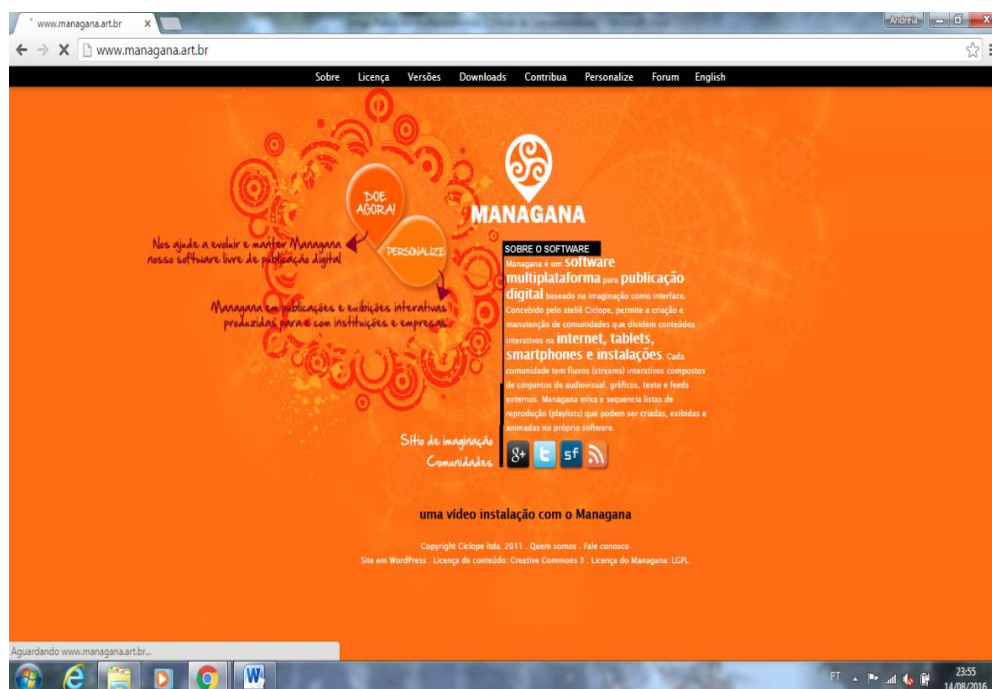 www.managana.art.br
Andreia
www.managana.art.br
Sobre Licença Versões Downloads Contribua Personalize Forum English
DOE
AGORA!
PERSONALIZE
Nos ajude a evoluir e manter Managana
nosso software livre de publicação digital
Managana em publicações e exibições interativas
produzidas para e com instituições e empresas.
MANAGANA
SOBRE O SOFTWARE
Managana é um software
multiplataforma para publicação
digital baseado na imaginação como interface.
Concebido pelo ateliê Ciclope, permite a criação e
manutenção de comunidades que dividem conteúdos
interativos na internet, tablets,
smartphones e instalações. Cada
comunidade tem fluxos (streams) interativos compostos
de conjuntos de audiovisual, gráficos, texto e feeds
externos. Managana mixa e sequencia listas de
reprodução (playlists) que podem ser criadas, exibidas e
animadas no próprio software.
Sítio de imaginação
Comunidades
8+ t sf
uma vídeo instalação com o Managana
Copyright Ciclope ltda. 2011 . Quem somos . Fale conosco
Site em WordPress . Licença de conteúdo: Creative Commons 3 . Licença do Managana: LGPL
Aguardando www.managana.art.br...
PT
23:55
14/08/2016